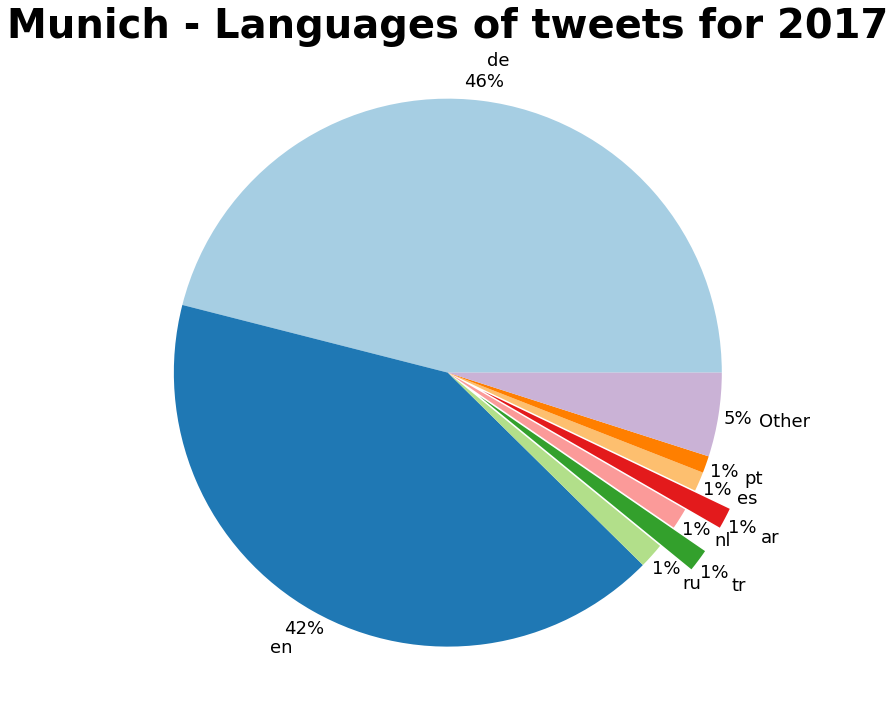 Munich - Languages of tweets for 2017
de
46%
5% Other
1% pt
1% es
1% ar
1% nl
1% tr
1% ru
42%
en